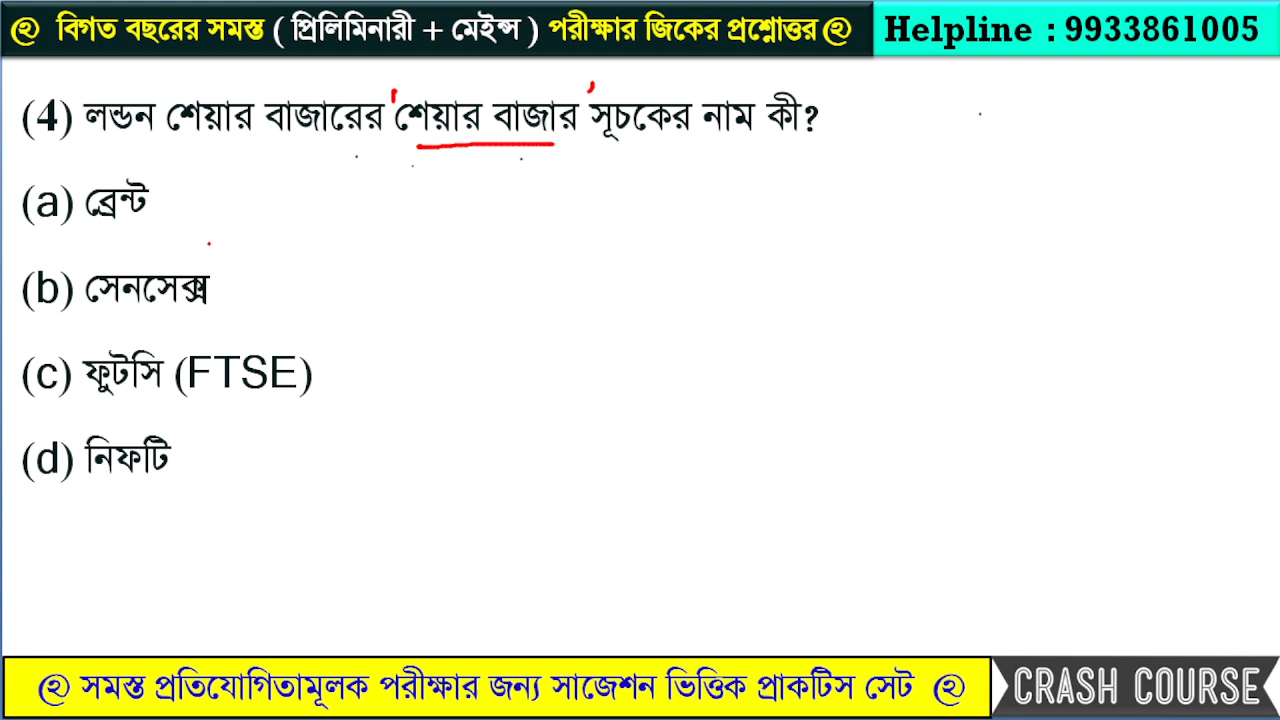 বিগত বছরের সমস্ত ( প্রিলিমিনারী + মেইন্স ) পরীক্ষার জিকের প্রশ্নোত্তর
Helpline : 9933861005
(4) লন্ডন শেয়ার বাজারের 'শেয়ার বাজার' সূচকের নাম কী?
(a) ব্রেন্ট
(b) সেনসেক্স
(c) ফুটসি (FTSE)
(d) নিফটি
সমস্ত প্রতিযোগিতামূলক পরীক্ষার জন্য সাজেশন ভিত্তিক প্রাকটিস সেট
CRASH COURSE